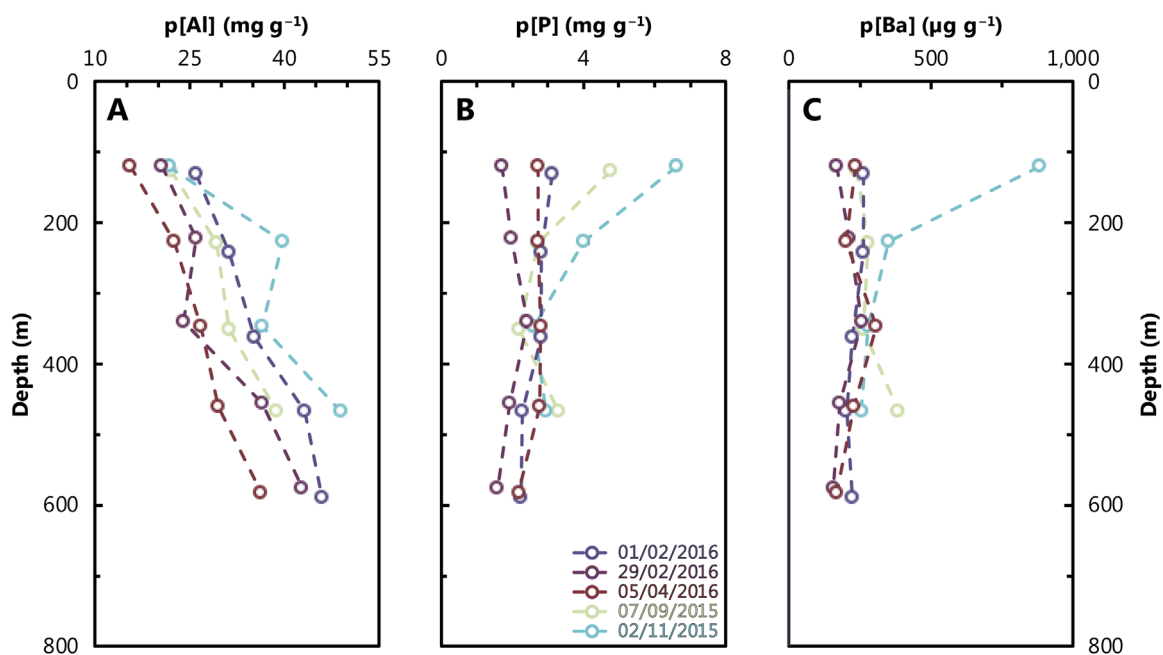 p[Al] (mg g⁻¹) p[P] (mg g⁻¹) p[Ba] (µg g⁻¹)
10 25 40 55 0 4 8 0 500 1,000
0 0
A B C
200 200
400 400
600 600
800 800
Depth (m)
Depth (m)
01/02/2016
29/02/2016
05/04/2016
07/09/2015
02/11/2015